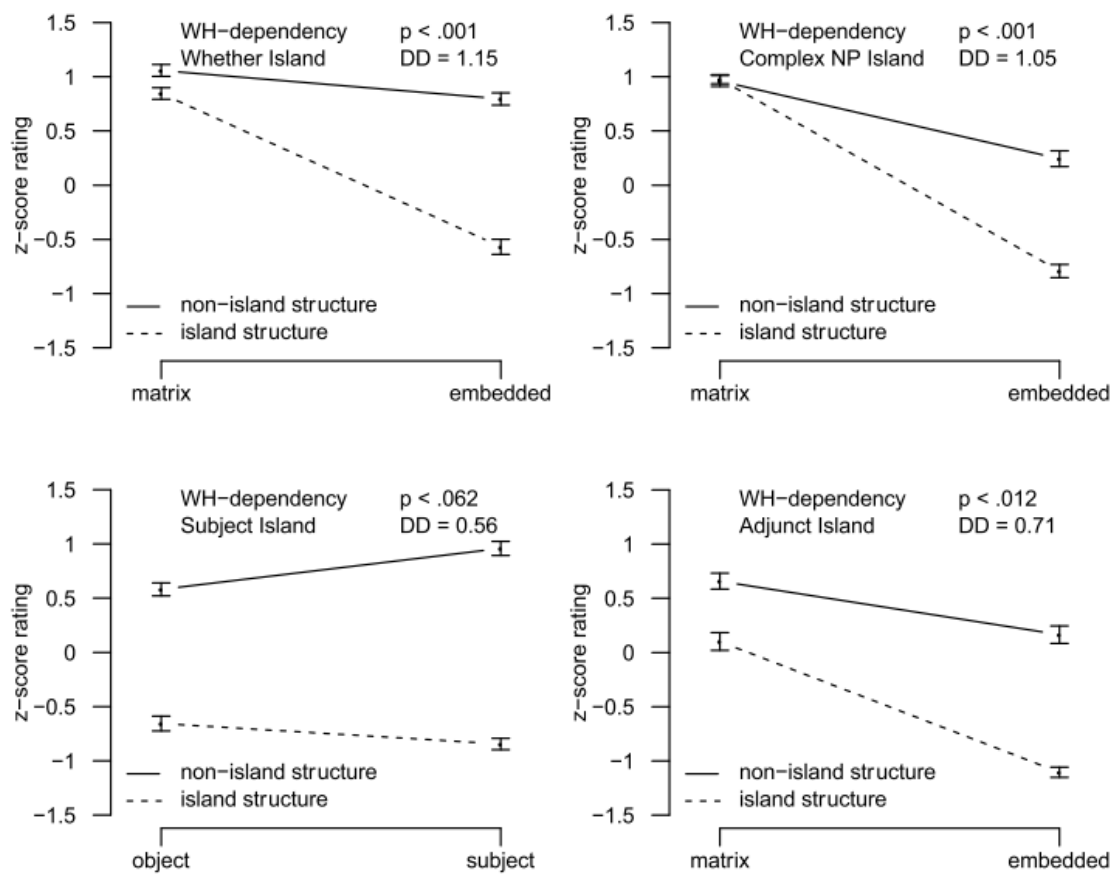 WH−dependency p < .001
Whether Island DD = 1.15
z−score rating
1.5
1
0.5
0
−0.5
−1
−1.5
non−island structure
island structure
matrix embedded
WH−dependency p < .001
Complex NP Island DD = 1.05
z−score rating
1.5
1
0.5
0
−0.5
−1
−1.5
non−island structure
island structure
matrix embedded
WH−dependency p < .062
Subject Island DD = 0.56
z−score rating
1.5
1
0.5
0
−0.5
−1
−1.5
non−island structure
island structure
object subject
WH−dependency p < .012
Adjunct Island DD = 0.71
z−score rating
1.5
1
0.5
0
−0.5
−1
−1.5
non−island structure
island structure
matrix embedded